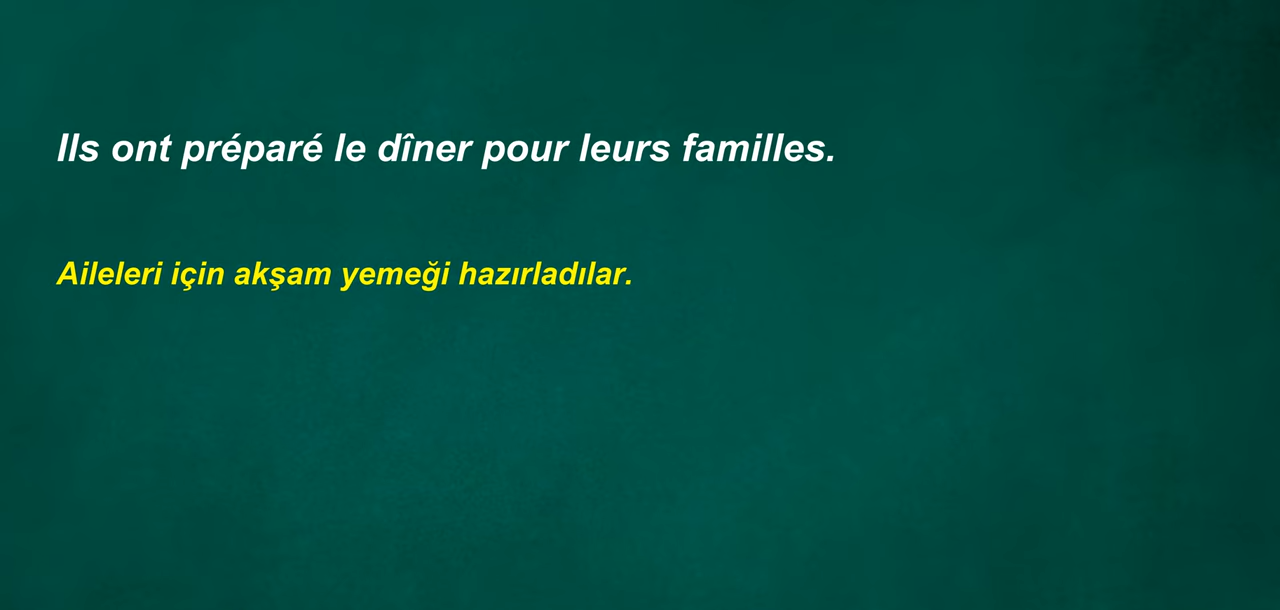 Ils ont préparé le dîner pour leurs familles.
Aileleri için akşam yemeği hazırladılar.